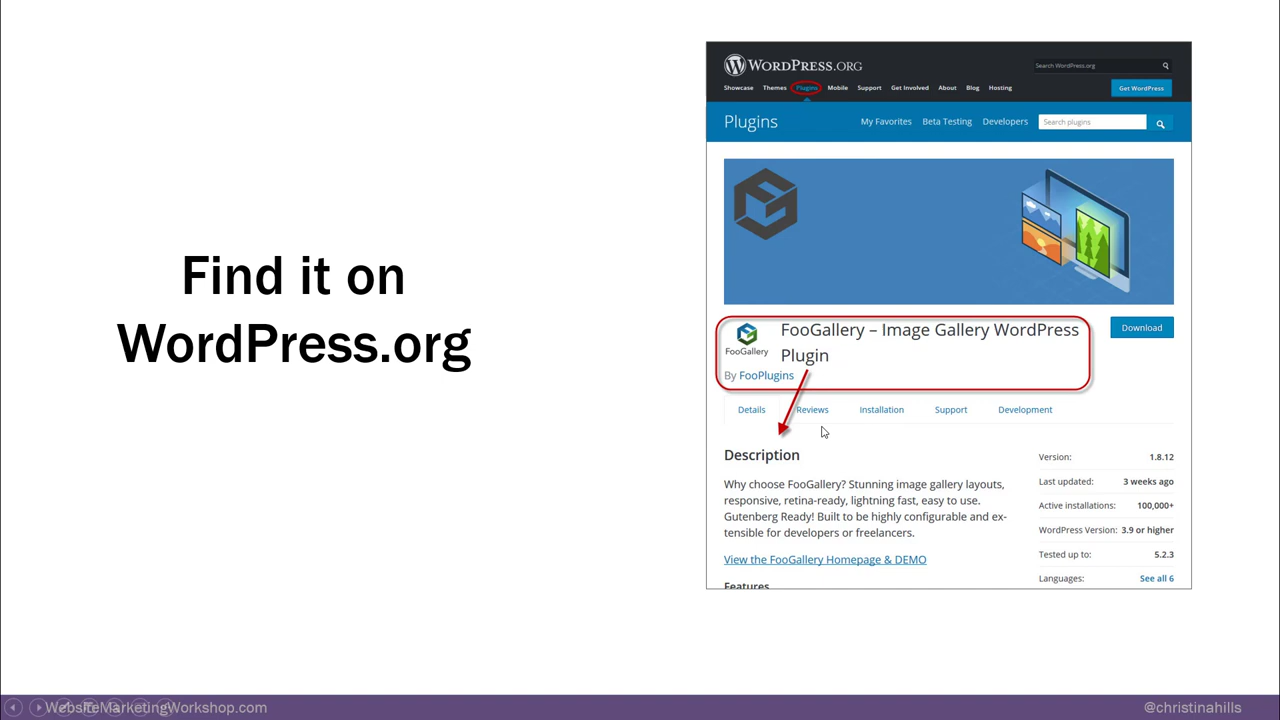 Find it on
WordPress.org
WORDPRESS.ORG
Search WordPress.org
Showcase Themes Plugins Mobile Support Get Involved About Blog Hosting
Get WordPress
Plugins
My Favorites Beta Testing Developers
Search plugins
FooGallery
FooGallery – Image Gallery WordPress
Plugin
By FooPlugins
Download
Details Reviews Installation Support Development
Description
Why choose FooGallery? Stunning image gallery layouts,
responsive, retina-ready, lightning fast, easy to use.
Gutenberg Ready! Built to be highly configurable and ex-
tensible for developers or freelancers.
View the FooGallery Homepage & DEMO
Features
Version: 1.8.12
Last updated: 3 weeks ago
Active installations: 100,000+
WordPress Version: 3.9 or higher
Tested up to: 5.2.3
Languages: See all 6
WebsiteMarketingWorkshop.com
@christinahills